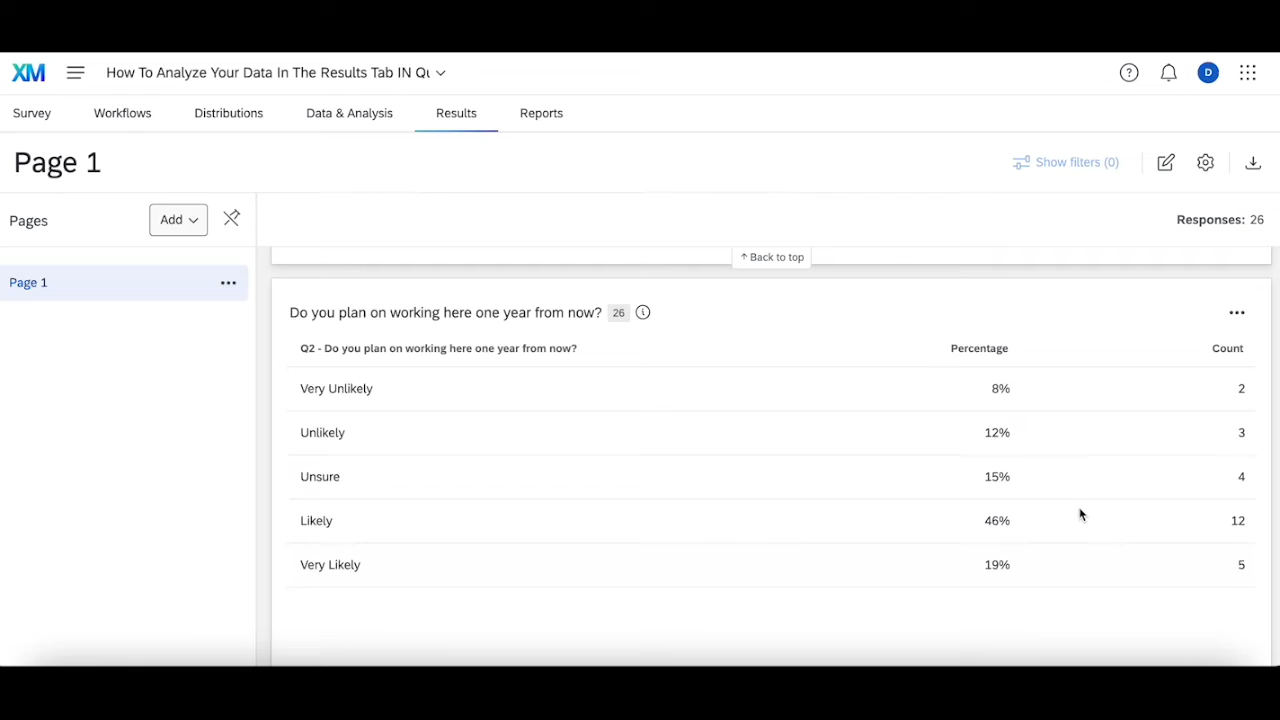 XM How To Analyze Your Data In The Results Tab IN Qu D
Survey Workflows Distributions Data & Analysis Results Reports
Page 1 Show filters (0)
Pages Add Responses: 26
Back to top
Page 1
Do you plan on working here one year from now? 26
Q2 - Do you plan on working here one year from now? Percentage Count
Very Unlikely 8% 2
Unlikely 12% 3
Unsure 15% 4
Likely 46% 12
Very Likely 19% 5